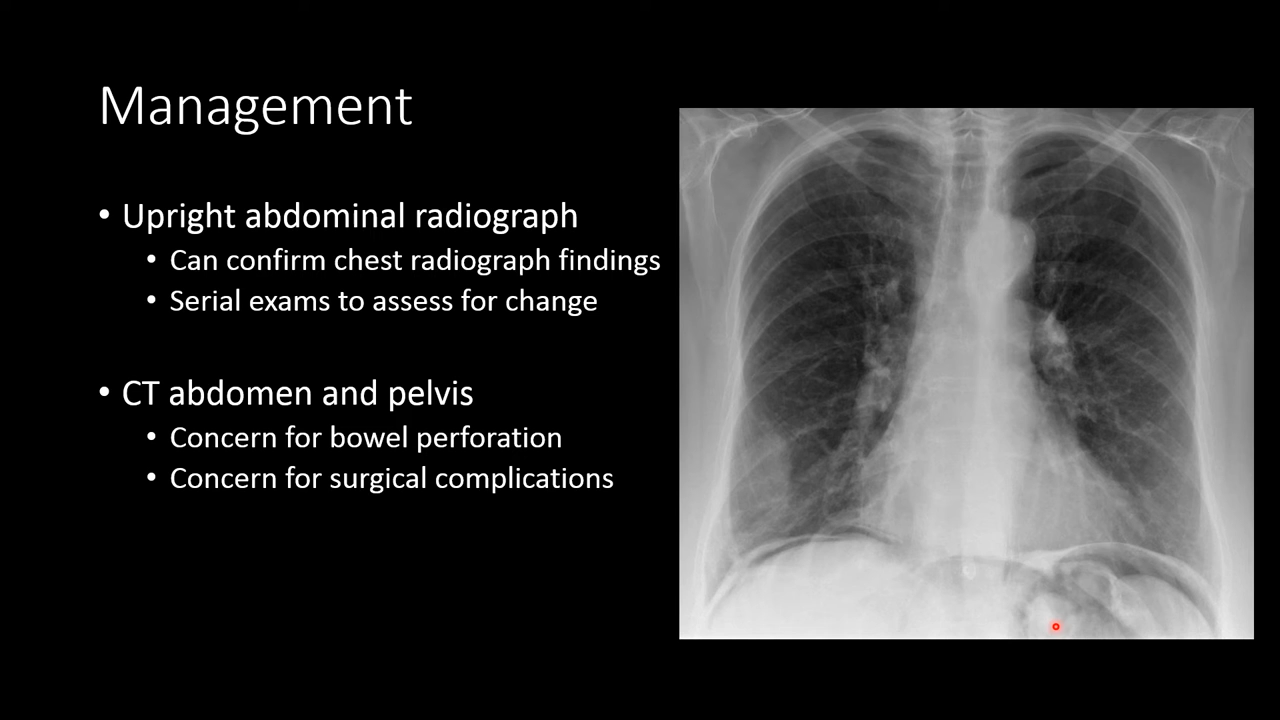 Management
• Upright abdominal radiograph
• Can confirm chest radiograph findings
• Serial exams to assess for change
• CT abdomen and pelvis
• Concern for bowel perforation
• Concern for surgical complications